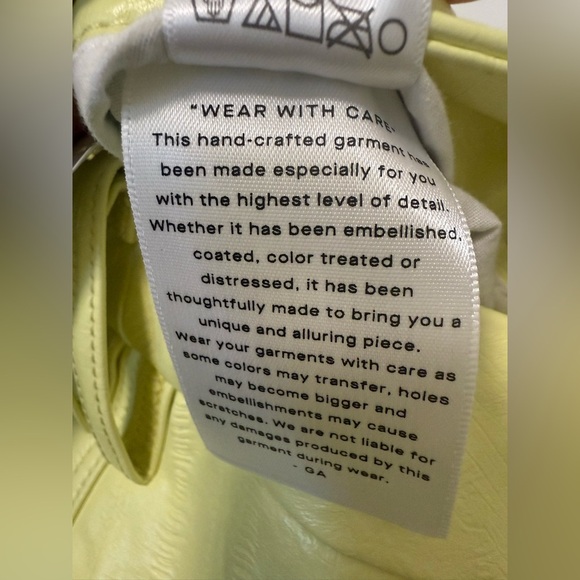 "WEAR WITH CARE"
This hand-crafted garment has
been made especially for you
with the highest level of detail.
Whether it has been embellished,
coated, color treated or
distressed, it has been
thoughtfully made to bring you a
unique and alluring piece.
Wear your garments with care as
some colors may transfer, holes
may become bigger and
embellishments may cause
scratches. We are not liable for
any damages produced by this
garment during wear.
- GA